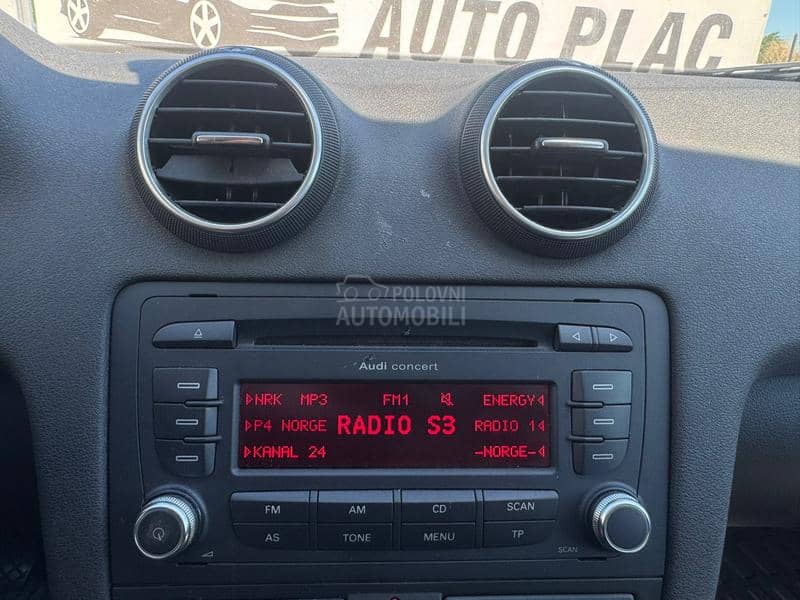 AUTO PLAC
POLOVNI
AUTOMOBILI
Audi concert
NRK MP3 FM1 ENERGY
P4 NORGE RADIO S3 RADIO 1
KANAL 24 -NORGE-
FM AM CD SCAN
AS TONE MENU TP
SCAN